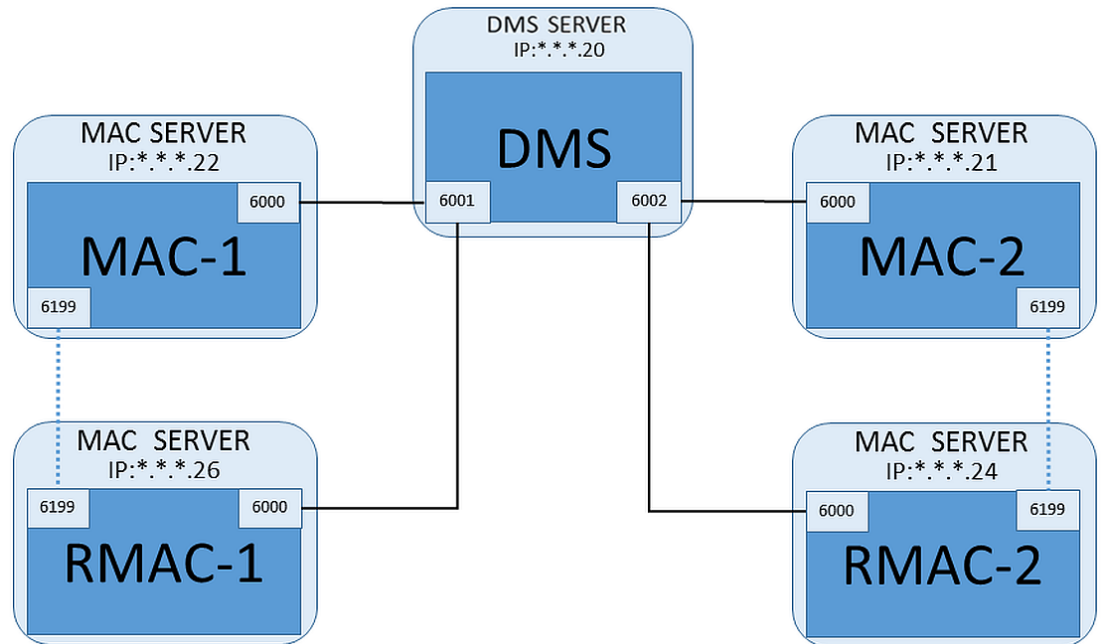 DMS SERVER
IP:*.*.*.20
DMS
6001
6002
MAC SERVER
IP:*.*.*.22
6000
MAC-1
6199
MAC SERVER
IP:*.*.*.21
6000
MAC-2
6199
MAC SERVER
IP:*.*.*.26
6199
6000
RMAC-1
MAC SERVER
IP:*.*.*.24
6000
6199
RMAC-2